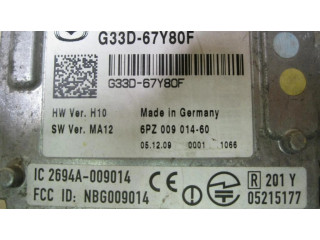 G33D-67Y80F
G33D-67Y80F
HW Ver. H10 Made in Germany
SW Ver. MA12 6PZ 009 014-60
05.12.09 0001 1066
IC 2694A-009014
FCC ID: NBG009014
CE
R 201 Y
05215177